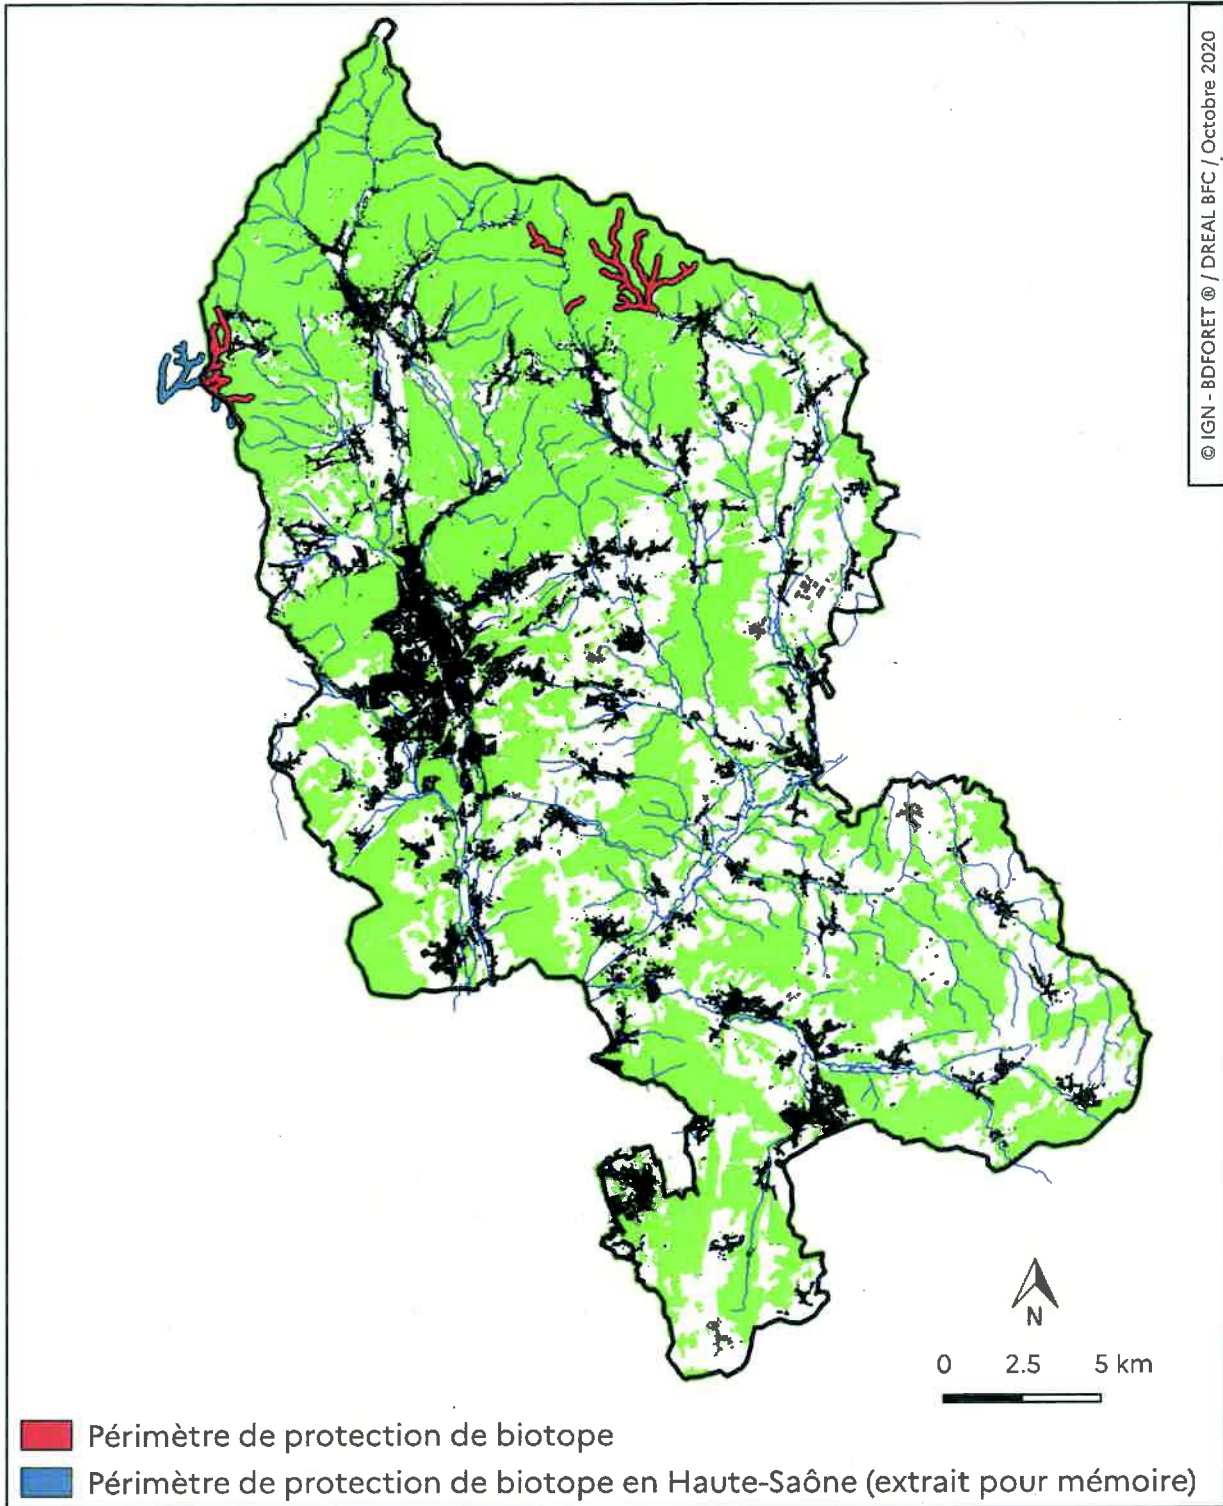 © IGN - BDFORET ® / DREAL BFC / Octobre 2020
N
0 2.5 5 km
Périmètre de protection de biotope
Périmètre de protection de biotope en Haute-Saône (extrait pour mémoire)